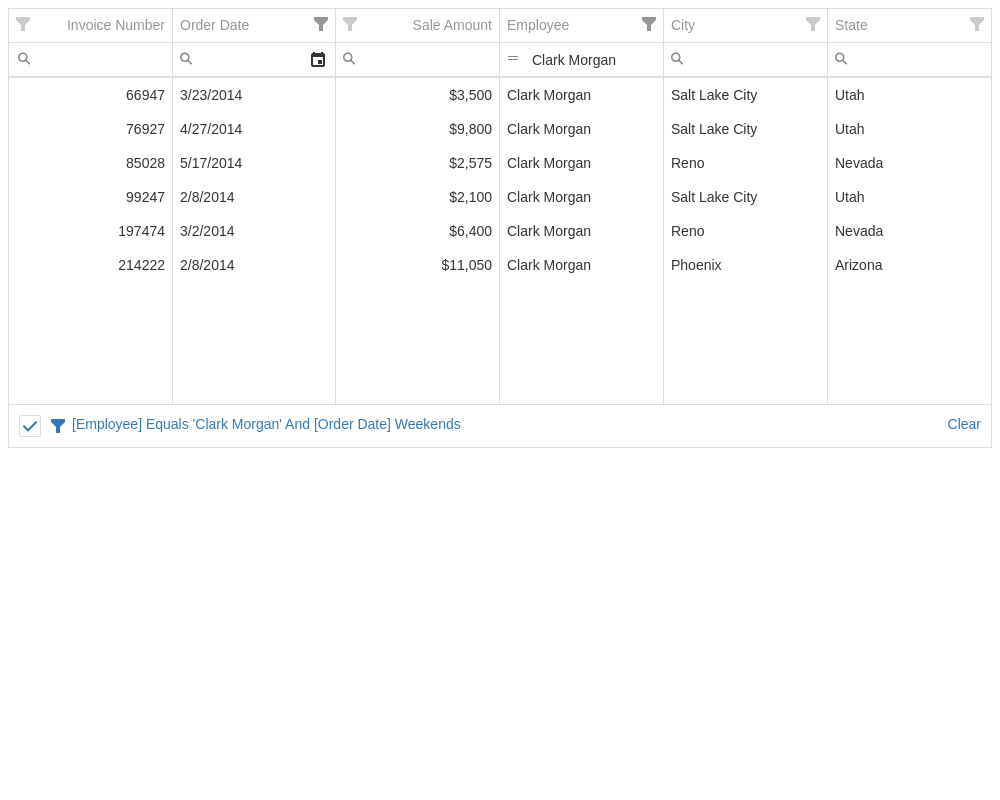 Invoice Number Order Date Sale Amount Employee City State
Clark Morgan
66947 3/23/2014 $3,500 Clark Morgan Salt Lake City Utah
76927 4/27/2014 $9,800 Clark Morgan Salt Lake City Utah
85028 5/17/2014 $2,575 Clark Morgan Reno Nevada
99247 2/8/2014 $2,100 Clark Morgan Salt Lake City Utah
197474 3/2/2014 $6,400 Clark Morgan Reno Nevada
214222 2/8/2014 $11,050 Clark Morgan Phoenix Arizona
[Employee] Equals 'Clark Morgan' And [Order Date] Weekends Clear